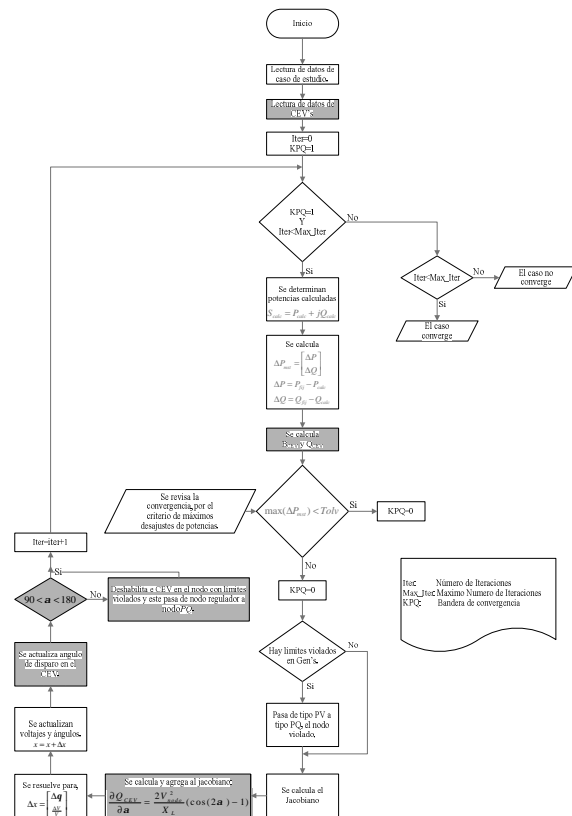 Inicio
Lectura de datos de
caso de estudio.
Lectura de datos de
CEV's
Iter=0
KPQ=1
KPQ=1
Y
Iter<Max_Iter
No
Si
Iter<Max_Iter
No
El caso no
converge
Si
El caso
converge
Se determinan
potencias calculadas
S_calc = P_calc + jQ_calc
Se calcula
ΔP_mat = [ΔP
ΔQ]
ΔP = P_fij − P_calc
ΔQ = Q_fij − Q_calc
Se calcula
y
Se revisa la
convergencia, por el
criterio de máximos
desajustes de potencias.
max(ΔP_mat) < Tolv
Si
KPQ=0
No
KPQ=0
Iter=iter+1
Si
90 < a < 180
No
Deshabilita e CEV en el nodo con limites
violados y este pasa de nodo regulador a
nodo PQ.
Iter: Número de Iteraciones
Max_Iter: Maximo Numero de Iteraciones
KPQ: Bandera de convergencia
Hay limites violados
en Gen's.
No
Si
Se actualiza angulo
de disparo en el
CEV.
Pasa de tipo PV a
tipo PQ, el nodo
violado.
Se actualizan
voltajes y ángulos.
x = x + Δx
Se calcula el
Jacobiano
Se calcula y agrega al jacobiano:
∂Q_CEV/∂a = 2V²_nodo/X_L (cos(2a) − 1)
Se resuelve para,
Δx = [Δq
ΔV/V]